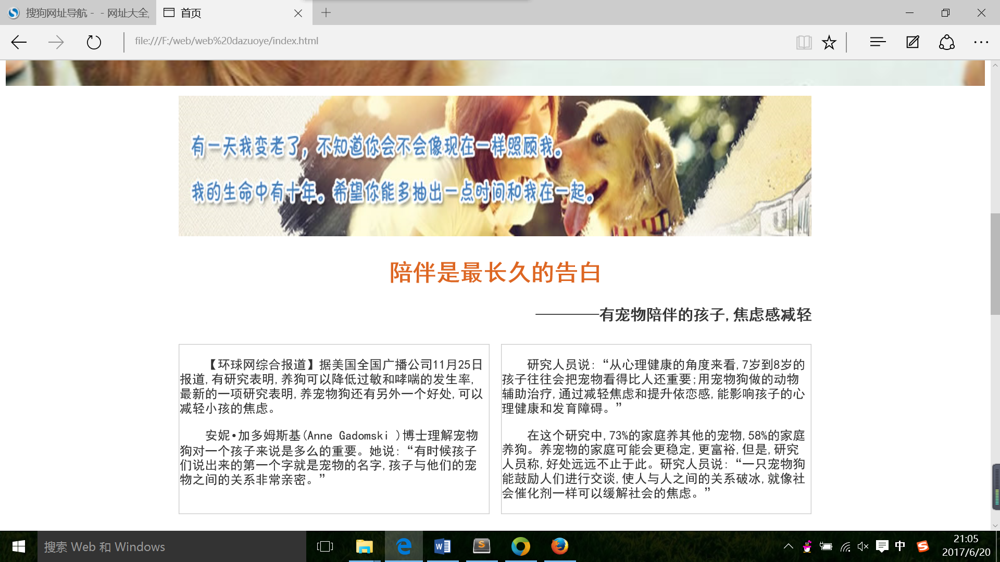 搜狗网址导航 - - 网址大全
首页
file:///F:/web/web%20dazuoye/index.html
有一天我变老了，不知道你会不会像现在一样照顾我。
我的生命中有十年。希望你能多抽出一点时间和我在一起。
陪伴是最长久的告白
————有宠物陪伴的孩子,焦虑感减轻
【环球网综合报道】据美国全国广播公司11月25日
报道,有研究表明,养狗可以降低过敏和哮喘的发生率,
最新的一项研究表明,养宠物狗还有另外一个好处,可以
减轻小孩的焦虑。
安妮•加多姆斯基(Anne Gadomski )博士理解宠物
狗对一个孩子来说是多么的重要。她说:“有时候孩子
们说出来的第一个字就是宠物的名字,孩子与他们的宠
物之间的关系非常亲密。”
研究人员说:“从心理健康的角度来看,7岁到8岁的
孩子往往会把宠物看得比人还重要;用宠物狗做的动物
辅助治疗,通过减轻焦虑和提升依恋感,能影响孩子的心
理健康和发育障碍。”
在这个研究中,73%的家庭养其他的宠物,58%的家庭
养狗。养宠物的家庭可能会更稳定,更富裕,但是,研究
人员称,好处远远不止于此。研究人员说:“一只宠物狗
能鼓励人们进行交谈,使人与人之间的关系破冰,就像社
会催化剂一样可以缓解社会的焦虑。”
搜索 Web 和 Windows
中
21:05
2017/6/20